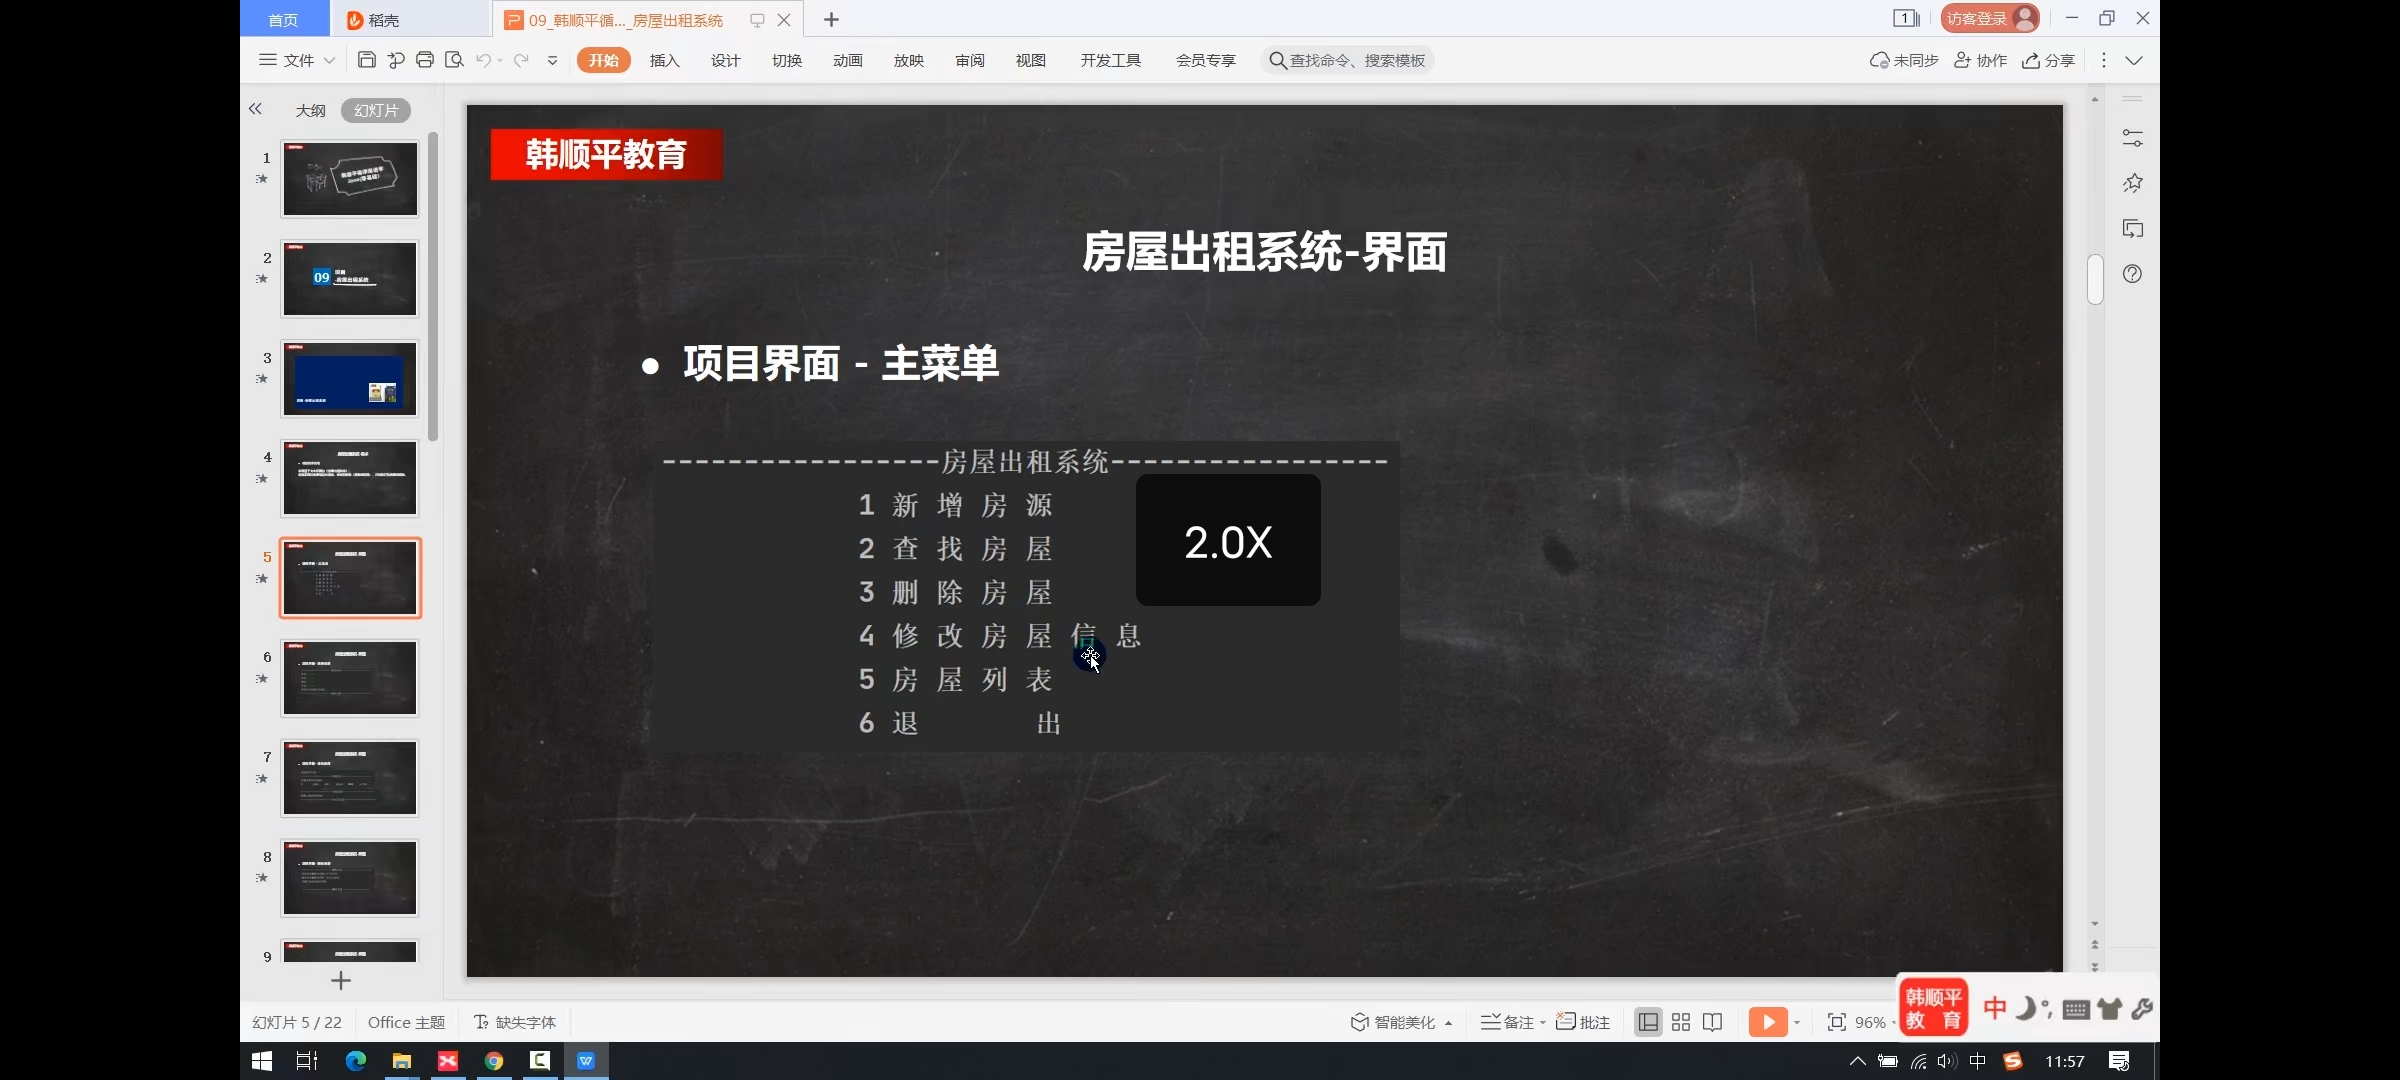 首页
稻壳
09_韩顺平循..._房屋出租系统
1
访客登录
文件
开始
插入
设计
切换
动画
放映
审阅
视图
开发工具
会员专享
查找命令、搜索模板
未同步
协作
分享
大纲
幻灯片
1
2
09
3
4
5
6
7
8
9
韩顺平教育
房屋出租系统-界面
● 项目界面 - 主菜单
-----------------房屋出租系统-----------------
1 新 增 房 源
2 查 找 房 屋
3 删 除 房 屋
4 修 改 房 屋 信 息
5 房 屋 列 表
6 退 出
2.0X
幻灯片 5 / 22
Office 主题
缺失字体
智能美化
备注
批注
96%
韩顺平
教 育
中
中
11:57